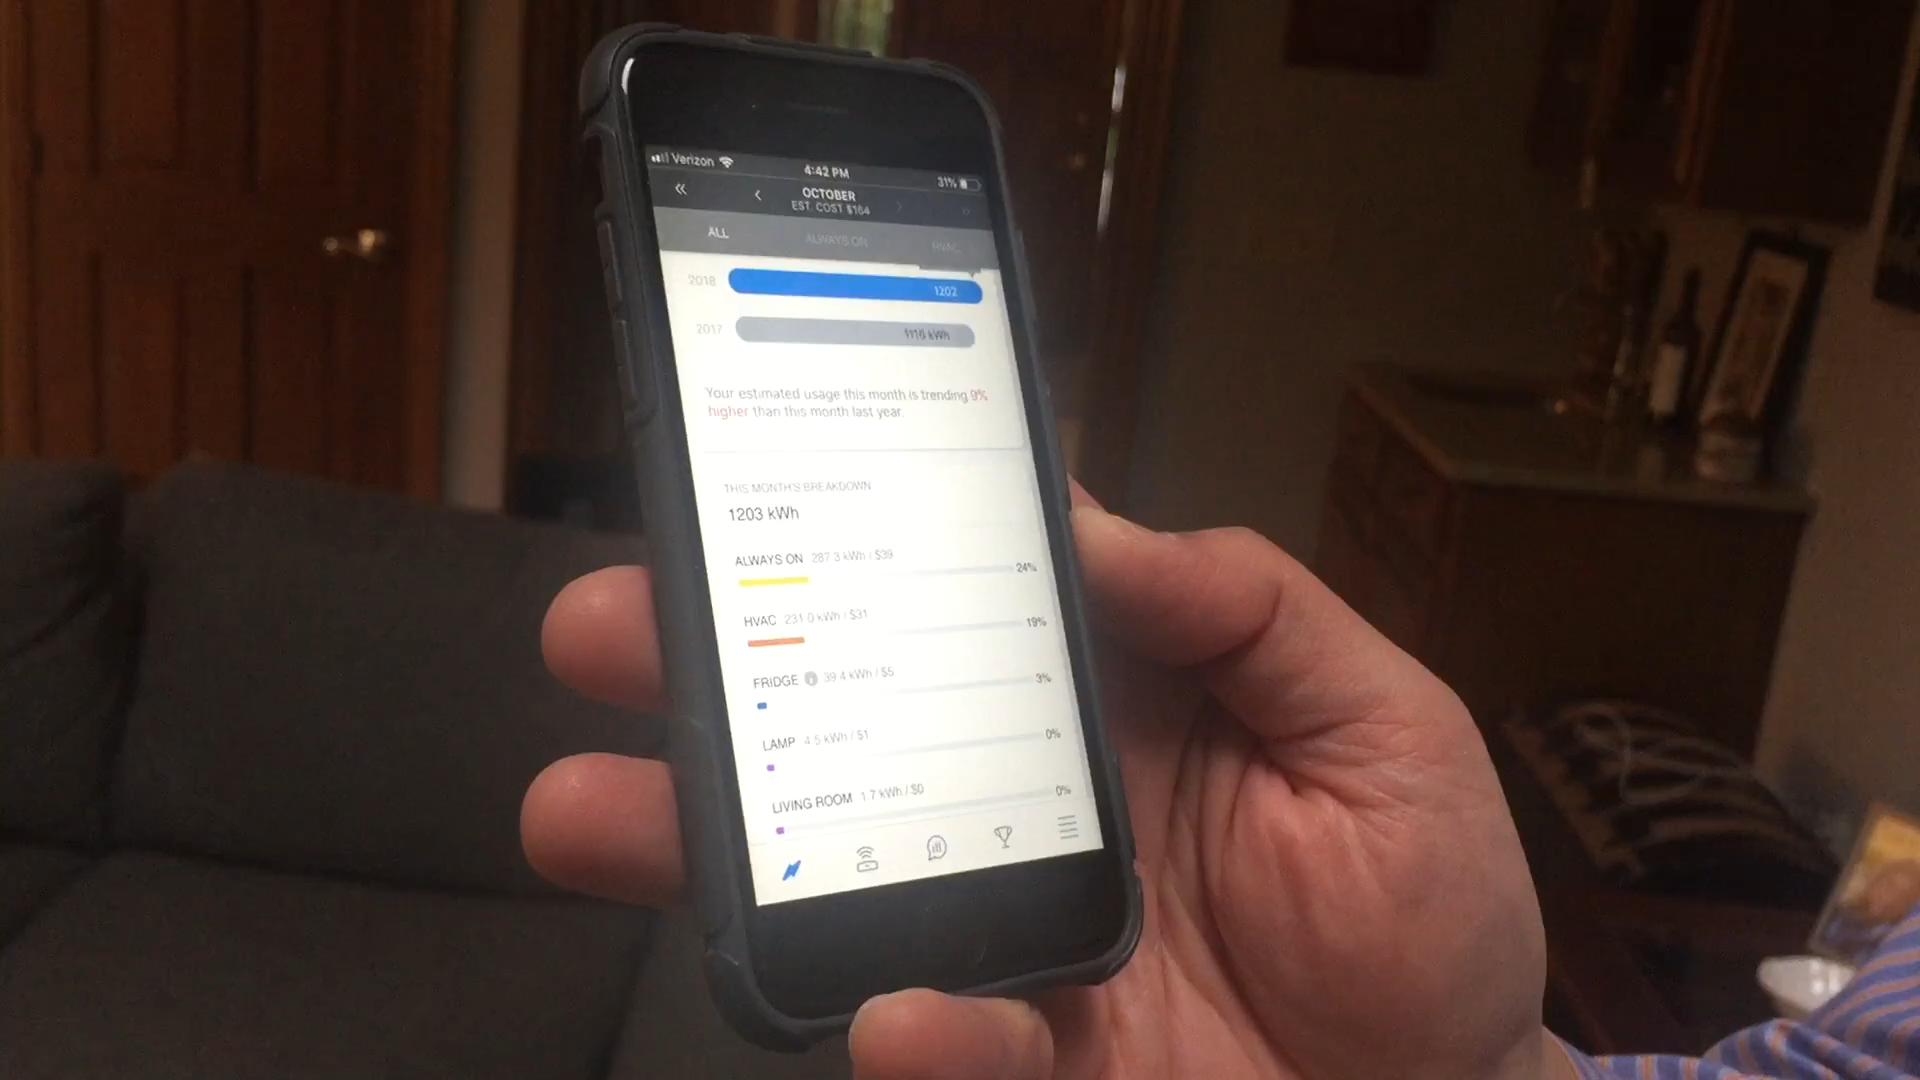 Verizon
4:42 PM
31%
OCTOBER
EST. COST $164
ALL ALWAYS ON HVAC
2018 1202
2017 1116 kWh
Your estimated usage this month is trending 9%
higher than this month last year.
THIS MONTH'S BREAKDOWN
1203 kWh
ALWAYS ON 287.3 kWh / $39
24%
HVAC 231.0 kWh / $31
19%
FRIDGE 39.4 kWh / $5
3%
LAMP 4.5 kWh / $1
0%
LIVING ROOM 1.7 kWh / $0
0%